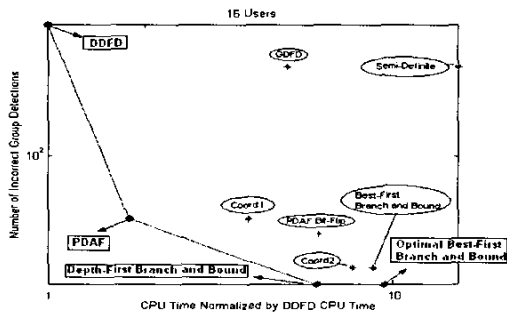 15 Users
DDFD
GDFD
Semi-Definite
Number of Incorrect Group Detections
10²
Best-First
Branch and Bound
Coord1
PDAF Bit-Flip
PDAF
Optimal Best-First
Branch and Bound
Coord2
Depth-First Branch and Bound
1
10
CPU Time Normalized by DDFD CPU Time